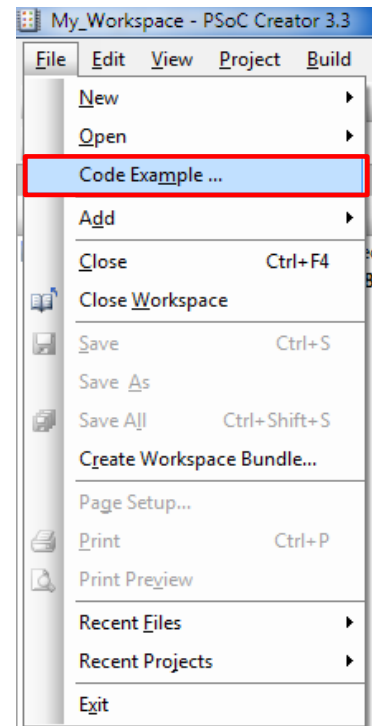 My_Workspace - PSoC Creator 3.3
File Edit View Project Build
New
Open
Code Example ...
Add
Close Ctrl+F4
Close Workspace
Save Ctrl+S
Save As
Save All Ctrl+Shift+S
Create Workspace Bundle...
Page Setup...
Print Ctrl+P
Print Preview
Recent Files
Recent Projects
Exit